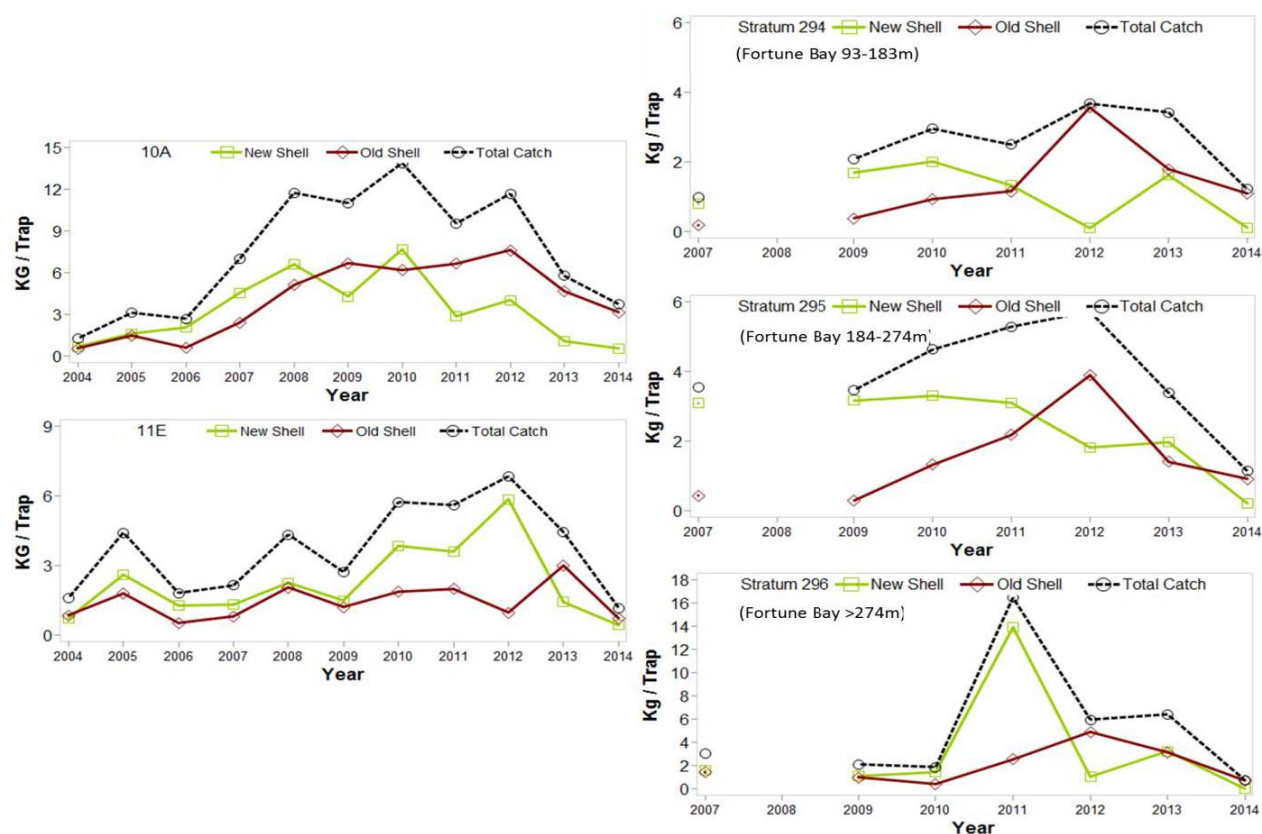 10A New Shell Old Shell Total Catch
KG / Trap
15
12
9
6
3
0
2004 2005 2006 2007 2008 2009 2010 2011 2012 2013 2014
Year
11E New Shell Old Shell Total Catch
KG / Trap
9
6
3
0
2004 2005 2006 2007 2008 2009 2010 2011 2012 2013 2014
Year
Stratum 294 New Shell Old Shell Total Catch
(Fortune Bay 93-183m)
Kg / Trap
6
4
2
0
2007 2008 2009 2010 2011 2012 2013 2014
Year
Stratum 295 New Shell Old Shell Total Catch
(Fortune Bay 184-274m)
Kg / Trap
6
4
2
0
2007 2008 2009 2010 2011 2012 2013 2014
Year
Stratum 296 New Shell Old Shell Total Catch
(Fortune Bay >274m)
Kg / Trap
18
16
14
12
10
8
6
4
2
0
2007 2008 2009 2010 2011 2012 2013 2014
Year